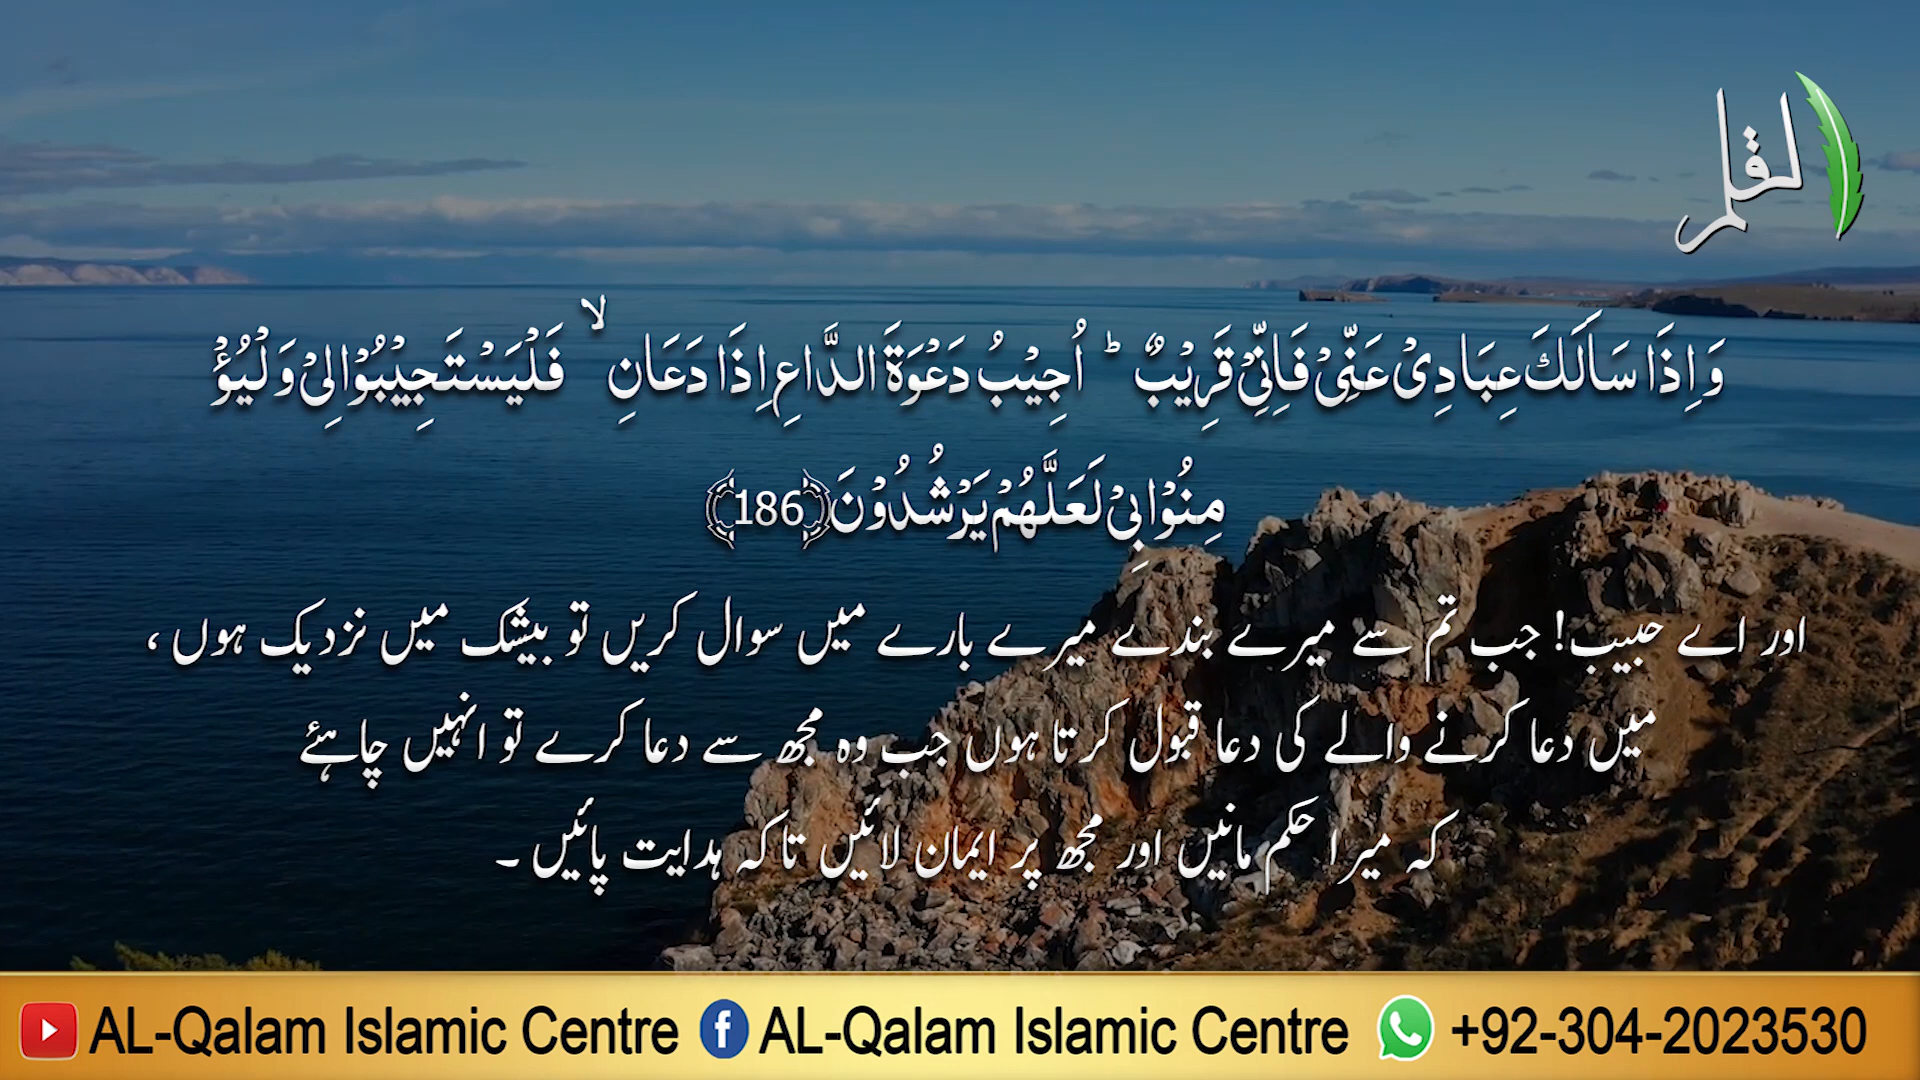 القلم
وَ اِذَا سَاَلَكَ عِبَادِیْ عَنِّیْ فَاِنِّیْ قَرِیْبٌ ؕ اُجِیْبُ دَعْوَةَ الدَّاعِ اِذَا دَعَانِ ۙ فَلْیَسْتَجِیْبُوْا لِیْ وَ لْیُؤْ
مِنُوْا بِیْ لَعَلَّهُمْ یَرْشُدُوْنَ ﴿186﴾
اور اے حبیب! جب تم سے میرے بندے میرے بارے میں سوال کریں تو بیشک میں نزدیک ہوں ،
میں دعا کرنے والے کی دعا قبول کرتا ہوں جب وہ مجھ سے دعا کرے تو انہیں چاہئے
کہ میرا حکم مانیں اور مجھ پر ایمان لائیں تاکہ ہدایت پائیں ۔
AL-Qalam Islamic Centre AL-Qalam Islamic Centre +92-304-2023530